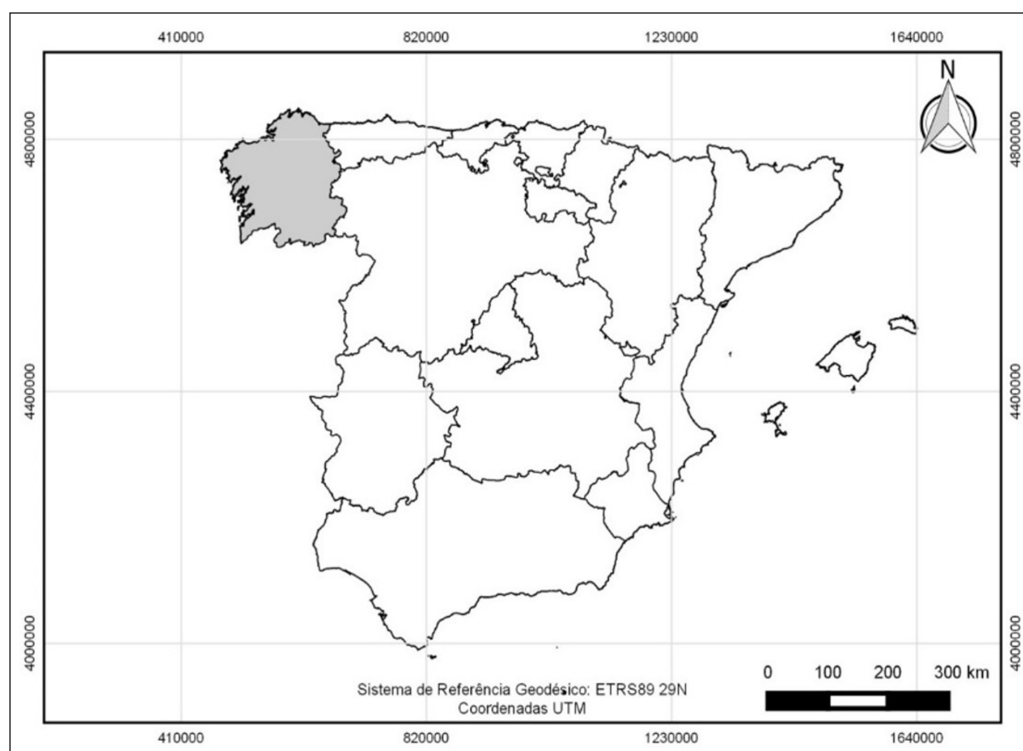 410000 820000 1230000 1640000
N
4800000 4800000
4400000 4400000
4000000 4000000
0 100 200 300 km
Sistema de Referência Geodésico: ETRS89 29N
Coordenadas UTM
410000 820000 1230000 1640000